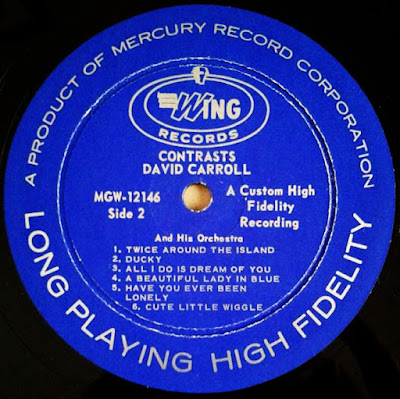 A PRODUCT OF MERCURY RECORD CORPORATION
WING
RECORDS
CONTRASTS
DAVID CARROLL
MGW-12146
Side 2
A Custom High
Fidelity
Recording
And His Orchestra
1. TWICE AROUND THE ISLAND
2. DUCKY
3. ALL I DO IS DREAM OF YOU
4. A BEAUTIFUL LADY IN BLUE
5. HAVE YOU EVER BEEN
LONELY
6. CUTE LITTLE WIGGLE
LONG PLAYING HIGH FIDELITY